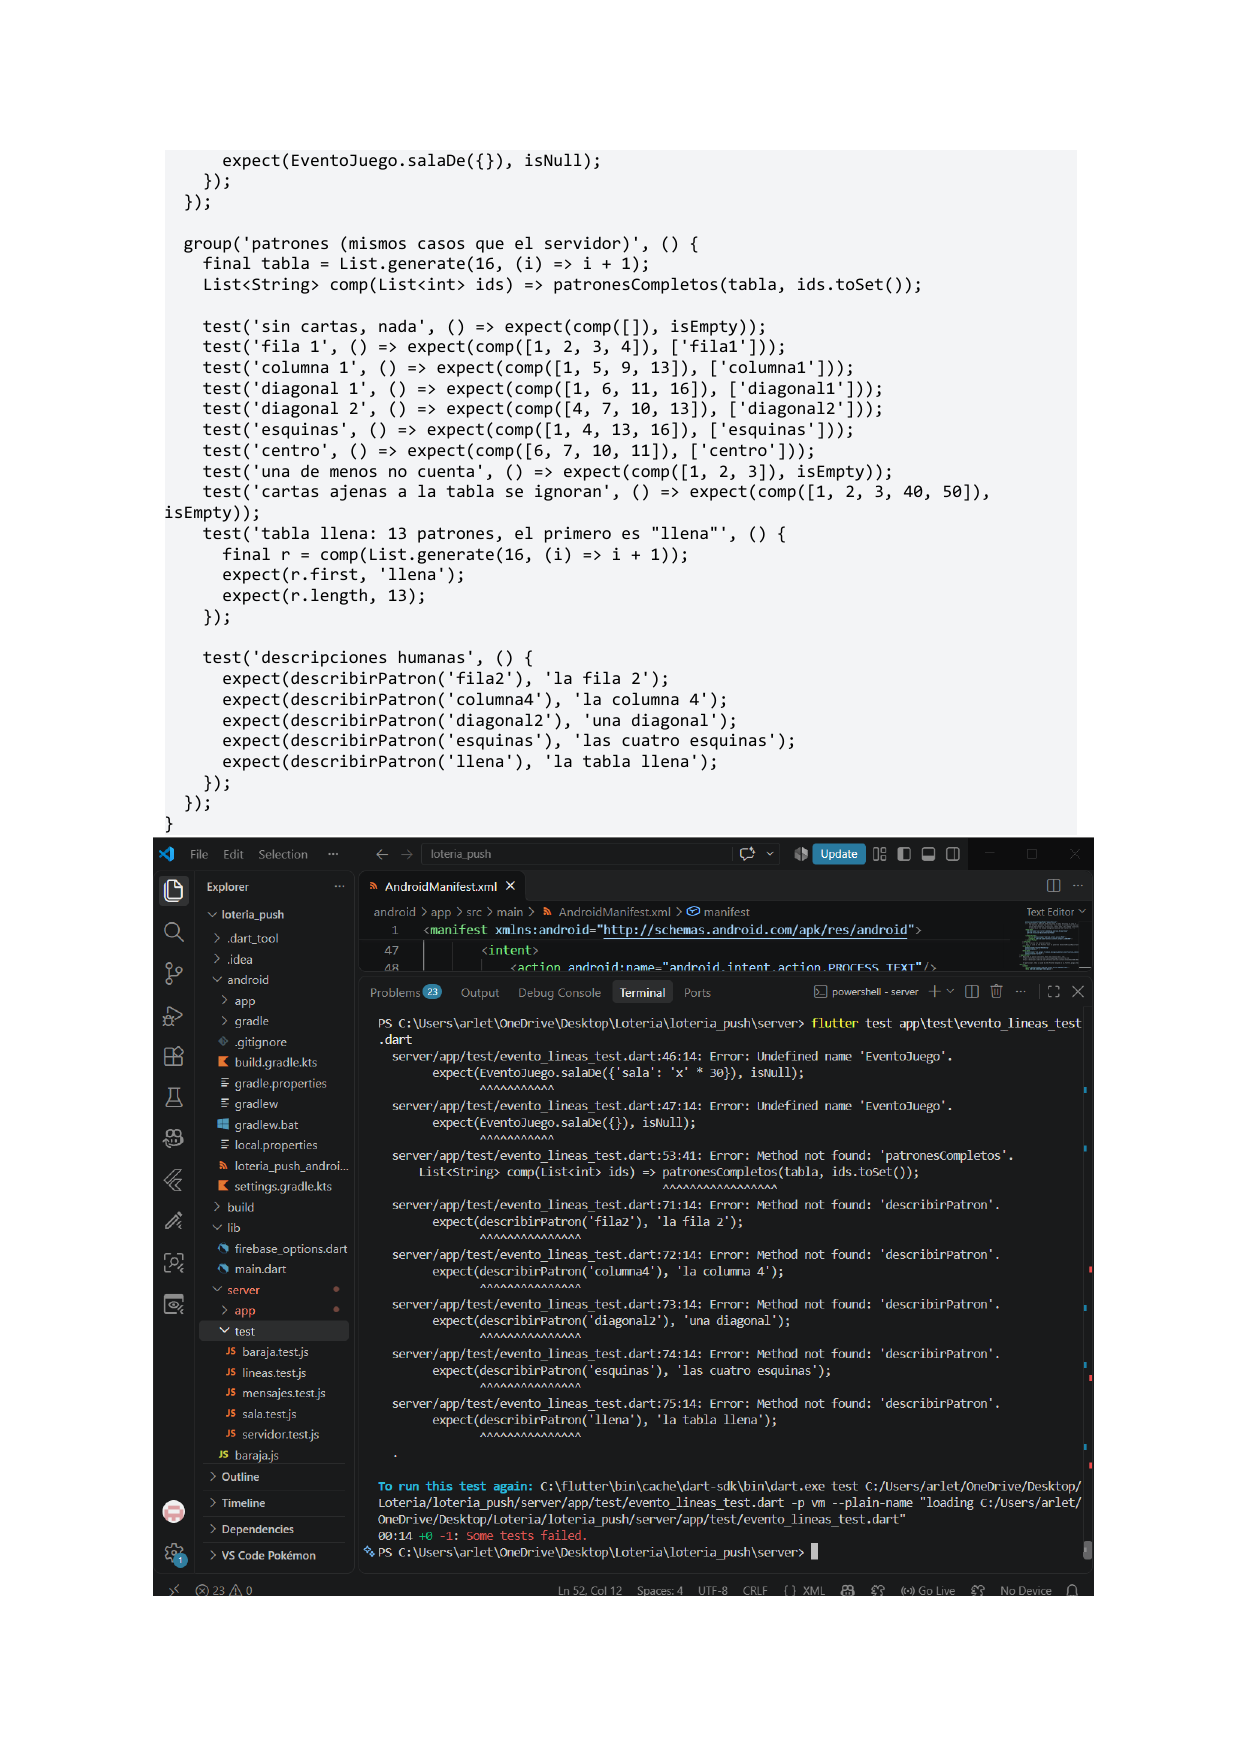 expect(EventoJuego.salaDe({}), isNull);
    });
  });

  group('patrones (mismos casos que el servidor)', () {
    final tabla = List.generate(16, (i) => i + 1);
    List<String> comp(List<int> ids) => patronesCompletos(tabla, ids.toSet());

    test('sin cartas, nada', () => expect(comp([]), isEmpty));
    test('fila 1', () => expect(comp([1, 2, 3, 4]), ['fila1']));
    test('columna 1', () => expect(comp([1, 5, 9, 13]), ['columna1']));
    test('diagonal 1', () => expect(comp([1, 6, 11, 16]), ['diagonal1']));
    test('diagonal 2', () => expect(comp([4, 7, 10, 13]), ['diagonal2']));
    test('esquinas', () => expect(comp([1, 4, 13, 16]), ['esquinas']));
    test('centro', () => expect(comp([6, 7, 10, 11]), ['centro']));
    test('una de menos no cuenta', () => expect(comp([1, 2, 3]), isEmpty));
    test('cartas ajenas a la tabla se ignoran', () => expect(comp([1, 2, 3, 40, 50]),
isEmpty));
    test('tabla llena: 13 patrones, el primero es "llena"', () {
      final r = comp(List.generate(16, (i) => i + 1));
      expect(r.first, 'llena');
      expect(r.length, 13);
    });

    test('descripciones humanas', () {
      expect(describirPatron('fila2'), 'la fila 2');
      expect(describirPatron('columna4'), 'la columna 4');
      expect(describirPatron('diagonal2'), 'una diagonal');
      expect(describirPatron('esquinas'), 'las cuatro esquinas');
      expect(describirPatron('llena'), 'la tabla llena');
    });
  });
}
File Edit Selection ··· ← → loteria_push Update
Explorer ···
loteria_push
.dart_tool
.idea
android
app
gradle
.gitignore
build.gradle.kts
gradle.properties
gradlew
gradlew.bat
local.properties
loteria_push_androi...
settings.gradle.kts
build
lib
firebase_options.dart
main.dart
server
app
test
JS baraja.test.js
JS lineas.test.js
JS mensajes.test.js
JS sala.test.js
JS servidor.test.js
JS baraja.js
Outline
Timeline
Dependencies
VS Code Pokémon
1
AndroidManifest.xml
android > app > src > main > AndroidManifest.xml > manifest
Text Editor
1 <manifest xmlns:android="http://schemas.android.com/apk/res/android">
47 <intent>
48 <action android:name="android.intent.action.PROCESS_TEXT"/>
Problems 23 Output Debug Console Terminal Ports powershell - server
PS C:\Users\arlet\OneDrive\Desktop\Loteria\loteria_push\server> flutter test app\test\evento_lineas_test
.dart
server/app/test/evento_lineas_test.dart:46:14: Error: Undefined name 'EventoJuego'.
expect(EventoJuego.salaDe({'sala': 'x' * 30}), isNull);
^^^^^^^^^^^
server/app/test/evento_lineas_test.dart:47:14: Error: Undefined name 'EventoJuego'.
expect(EventoJuego.salaDe({}), isNull);
^^^^^^^^^^^
server/app/test/evento_lineas_test.dart:53:41: Error: Method not found: 'patronesCompletos'.
List<String> comp(List<int> ids) => patronesCompletos(tabla, ids.toSet());
^^^^^^^^^^^^^^^^^
server/app/test/evento_lineas_test.dart:71:14: Error: Method not found: 'describirPatron'.
expect(describirPatron('fila2'), 'la fila 2');
^^^^^^^^^^^^^^^
server/app/test/evento_lineas_test.dart:72:14: Error: Method not found: 'describirPatron'.
expect(describirPatron('columna4'), 'la columna 4');
^^^^^^^^^^^^^^^
server/app/test/evento_lineas_test.dart:73:14: Error: Method not found: 'describirPatron'.
expect(describirPatron('diagonal2'), 'una diagonal');
^^^^^^^^^^^^^^^
server/app/test/evento_lineas_test.dart:74:14: Error: Method not found: 'describirPatron'.
expect(describirPatron('esquinas'), 'las cuatro esquinas');
^^^^^^^^^^^^^^^
server/app/test/evento_lineas_test.dart:75:14: Error: Method not found: 'describirPatron'.
expect(describirPatron('llena'), 'la tabla llena');
^^^^^^^^^^^^^^^
.
To run this test again: C:\flutter\bin\cache\dart-sdk\bin\dart.exe test C:/Users/arlet/OneDrive/Desktop/
Loteria/loteria_push/server/app/test/evento_lineas_test.dart -p vm --plain-name "loading C:/Users/arlet/
OneDrive/Desktop/Loteria/loteria_push/server/app/test/evento_lineas_test.dart"
00:14 +0 -1: Some tests failed.
PS C:\Users\arlet\OneDrive\Desktop\Loteria\loteria_push\server>
23 0 Ln 52, Col 12 Spaces: 4 UTF-8 CRLF {} XML Go Live No Device